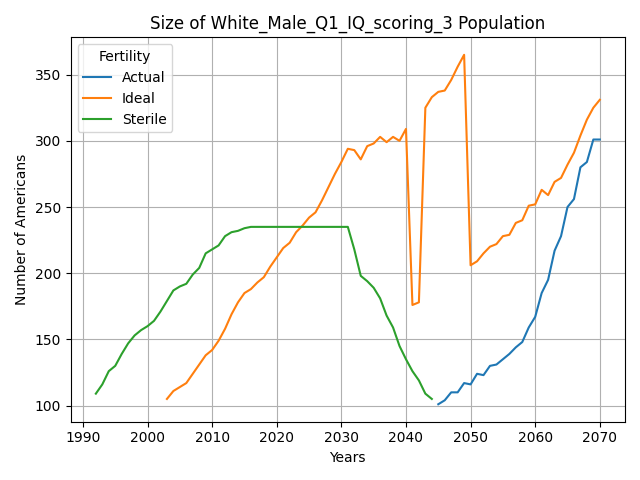 Size of White_Male_Q1_IQ_scoring_3 Population
Fertility
Actual
Ideal
Sterile
Number of Americans
350
300
250
200
150
100
1990 2000 2010 2020 2030 2040 2050 2060 2070
Years